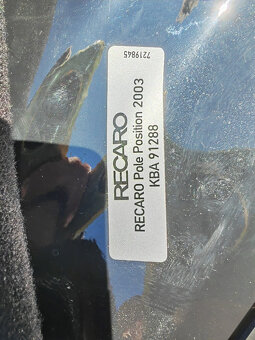 7219845
RECARO
RECARO Pole Position 2003
KBA 91288